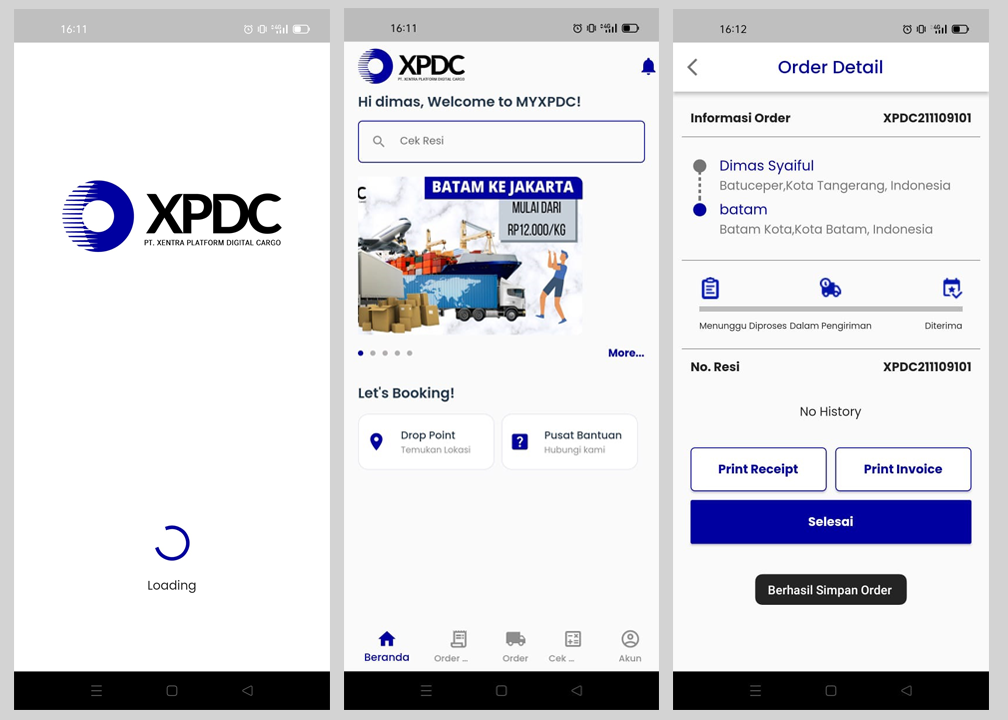 16:11
XPDC
PT. XENTRA PLATFORM DIGITAL CARGO
Loading
16:11
XPDC
PT. XENTRA PLATFORM DIGITAL CARGO
Hi dimas, Welcome to MYXPDC!
Cek Resi
C
BATAM KE JAKARTA
MULAI DARI
RP12.000/KG
More...
Let's Booking!
Drop Point
Temukan Lokasi
?
Pusat Bantuan
Hubungi kami
Beranda
Order ...
Order
Cek ...
Akun
16:12
Order Detail
Informasi Order XPDC211109101
Dimas Syaiful
Batuceper,Kota Tangerang, Indonesia
batam
Batam Kota,Kota Batam, Indonesia
Menunggu Diproses Dalam Pengiriman Diterima
No. Resi XPDC211109101
No History
Print Receipt Print Invoice
Selesai
Berhasil Simpan Order